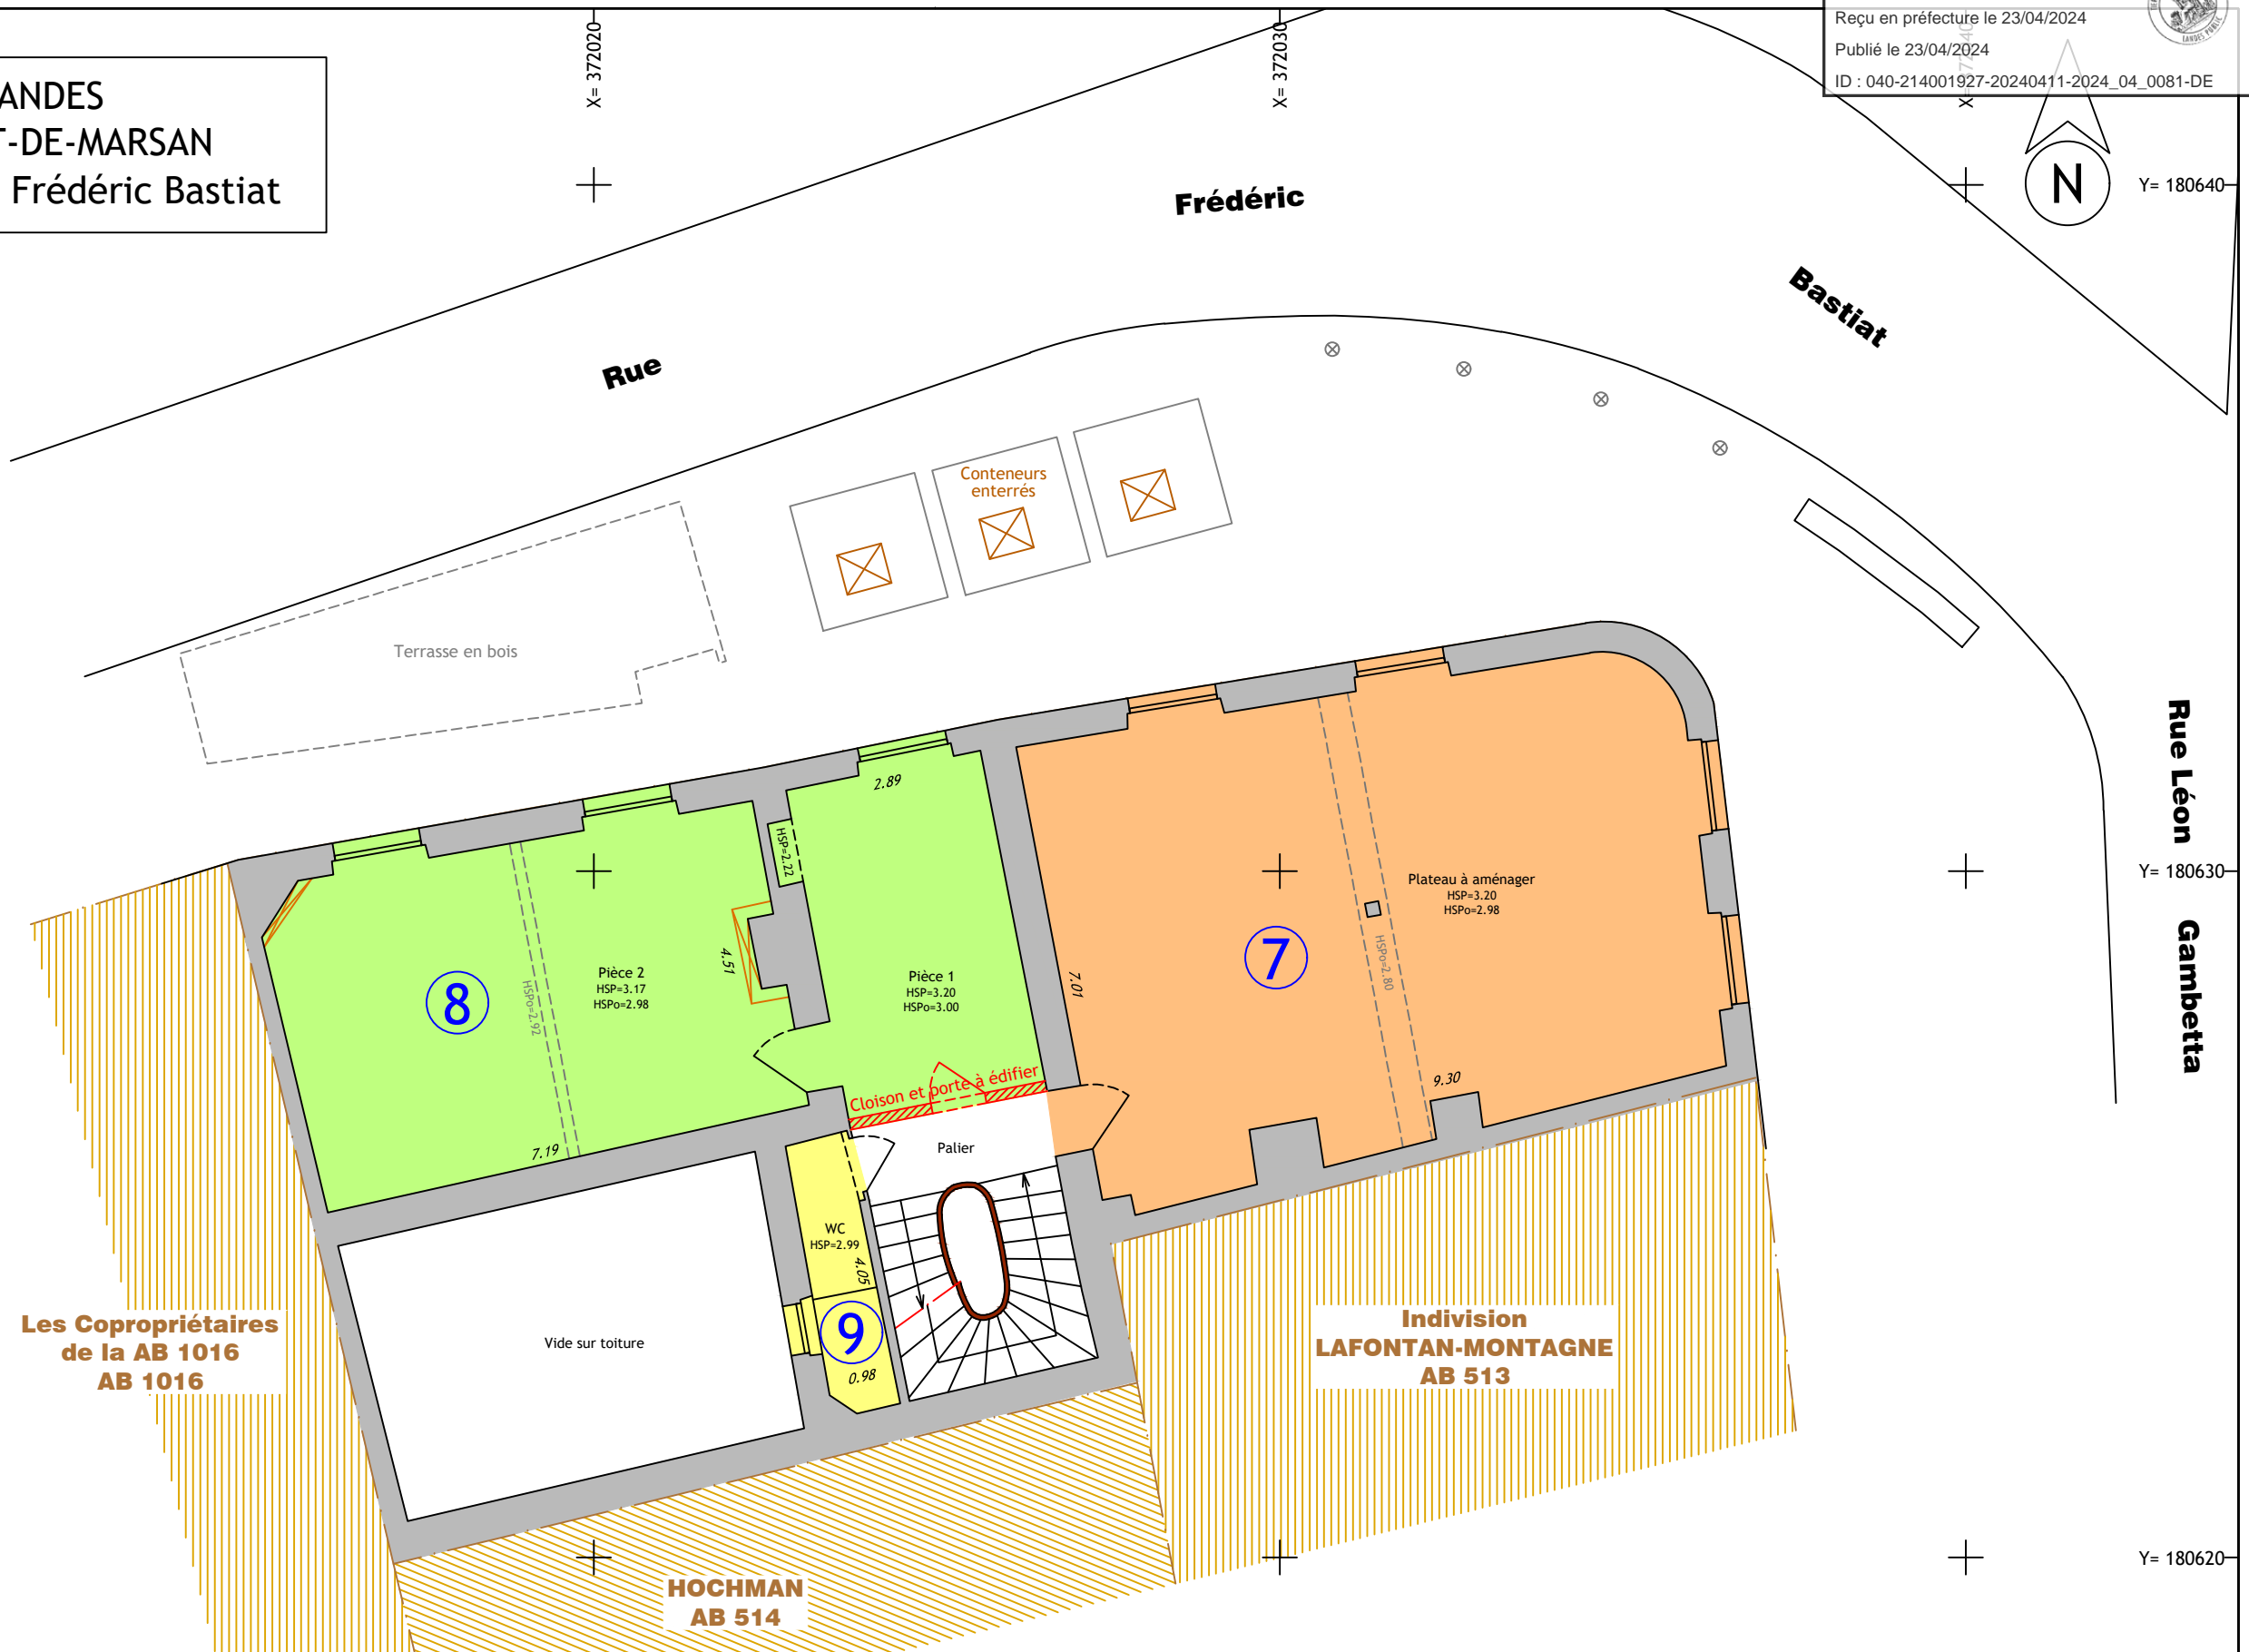 Reçu en préfecture le 23/04/2024
Publié le 23/04/2024
ID : 040-214001927-20240411-2024_04_0081-DE
ANDES
T-DE-MARSAN
Frédéric Bastiat
X= 372020
X= 372030
X= 372040
N
Y= 180640
Rue
Frédéric
Bastiat
Conteneurs
enterrés
Terrasse en bois
Rue Léon
Gambetta
2.89
HSP=2.22
Y= 180630
Plateau à aménager
HSP=3.20
HSPo=2.98
7
HSPo=2.80
7.01
9.30
Pièce 1
HSP=3.20
HSPo=3.00
4.51
Pièce 2
HSP=3.17
HSPo=2.98
8
HSPo=2.92
7.19
Cloison et porte à édifier
Palier
WC
HSP=2.99
4.05
9
0.98
Vide sur toiture
Les Copropriétaires
de la AB 1016
AB 1016
Indivision
LAFONTAN-MONTAGNE
AB 513
HOCHMAN
AB 514
Y= 180620